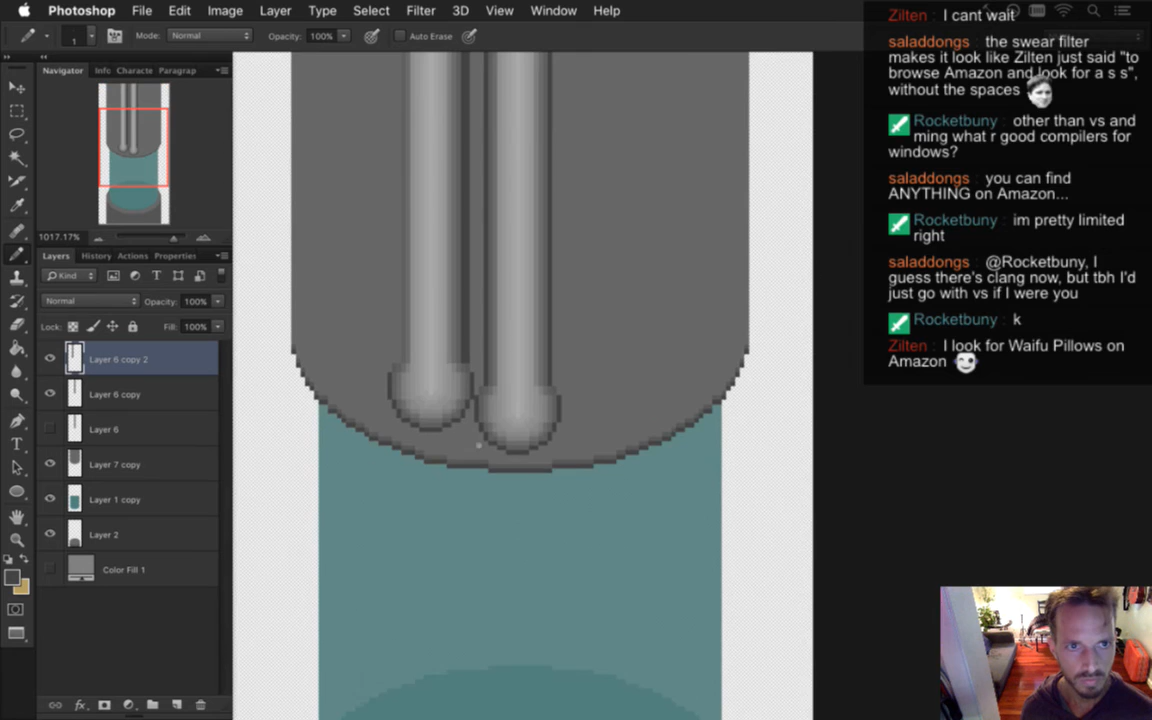 Photoshop File Edit Image Layer Type Select Filter 3D View Window Help
1 Mode: Normal Opacity: 100% Auto Erase
Navigator Info Characte Paragrap
1017.17%
Layers History Actions Properties
Kind
Normal Opacity: 100%
Lock: Fill: 100%
Layer 6 copy 2
Layer 6 copy
Layer 6
Layer 7 copy
Layer 1 copy
Layer 2
Color Fill 1
Zilten : I cant wait
saladdongs : the swear filter
makes it look like Zilten just said "to
browse Amazon and look for a s s",
without the spaces
Rocketbuny : other than vs and
ming what r good compilers for
windows?
saladdongs : you can find
ANYTHING on Amazon...
Rocketbuny : im pretty limited
right
saladdongs : @Rocketbuny, I
guess there's clang now, but tbh I'd
just go with vs if I were you
Rocketbuny : k
Zilten : I look for Waifu Pillows on
Amazon